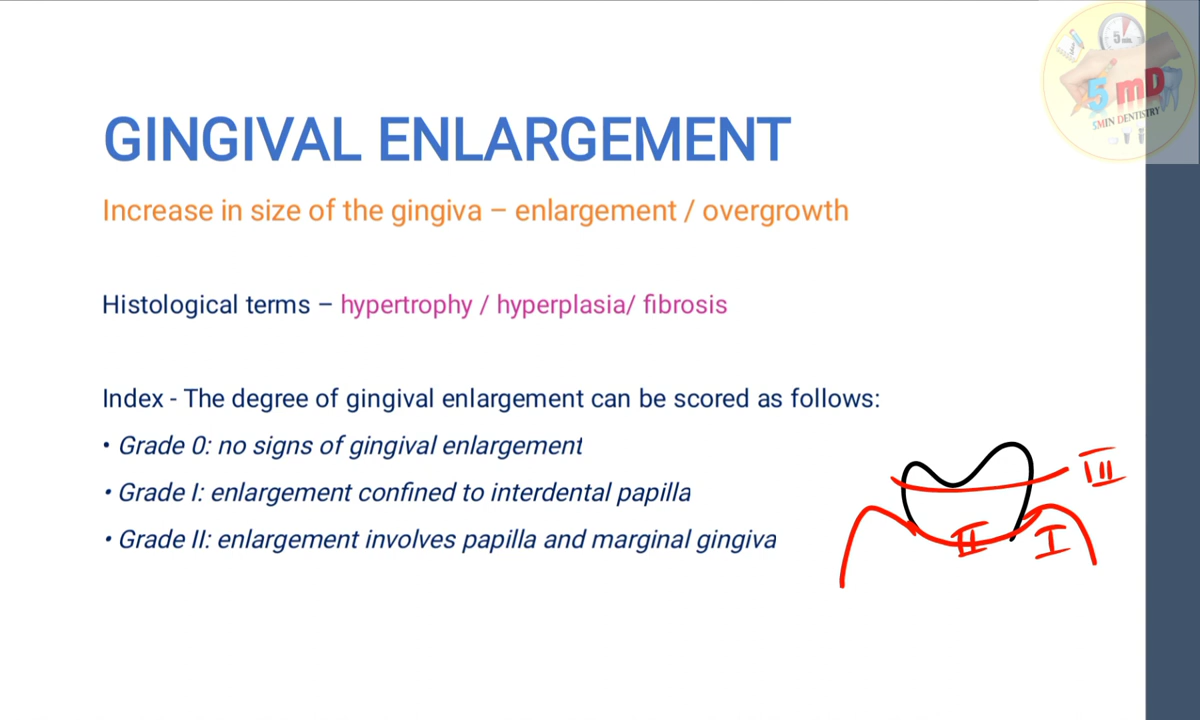 5 min.
5 mD
5MIN DENTISTRY
GINGIVAL ENLARGEMENT
Increase in size of the gingiva – enlargement / overgrowth
Histological terms – hypertrophy / hyperplasia/ fibrosis
Index - The degree of gingival enlargement can be scored as follows:
• Grade 0: no signs of gingival enlargement
• Grade I: enlargement confined to interdental papilla
• Grade II: enlargement involves papilla and marginal gingiva
III
II
I